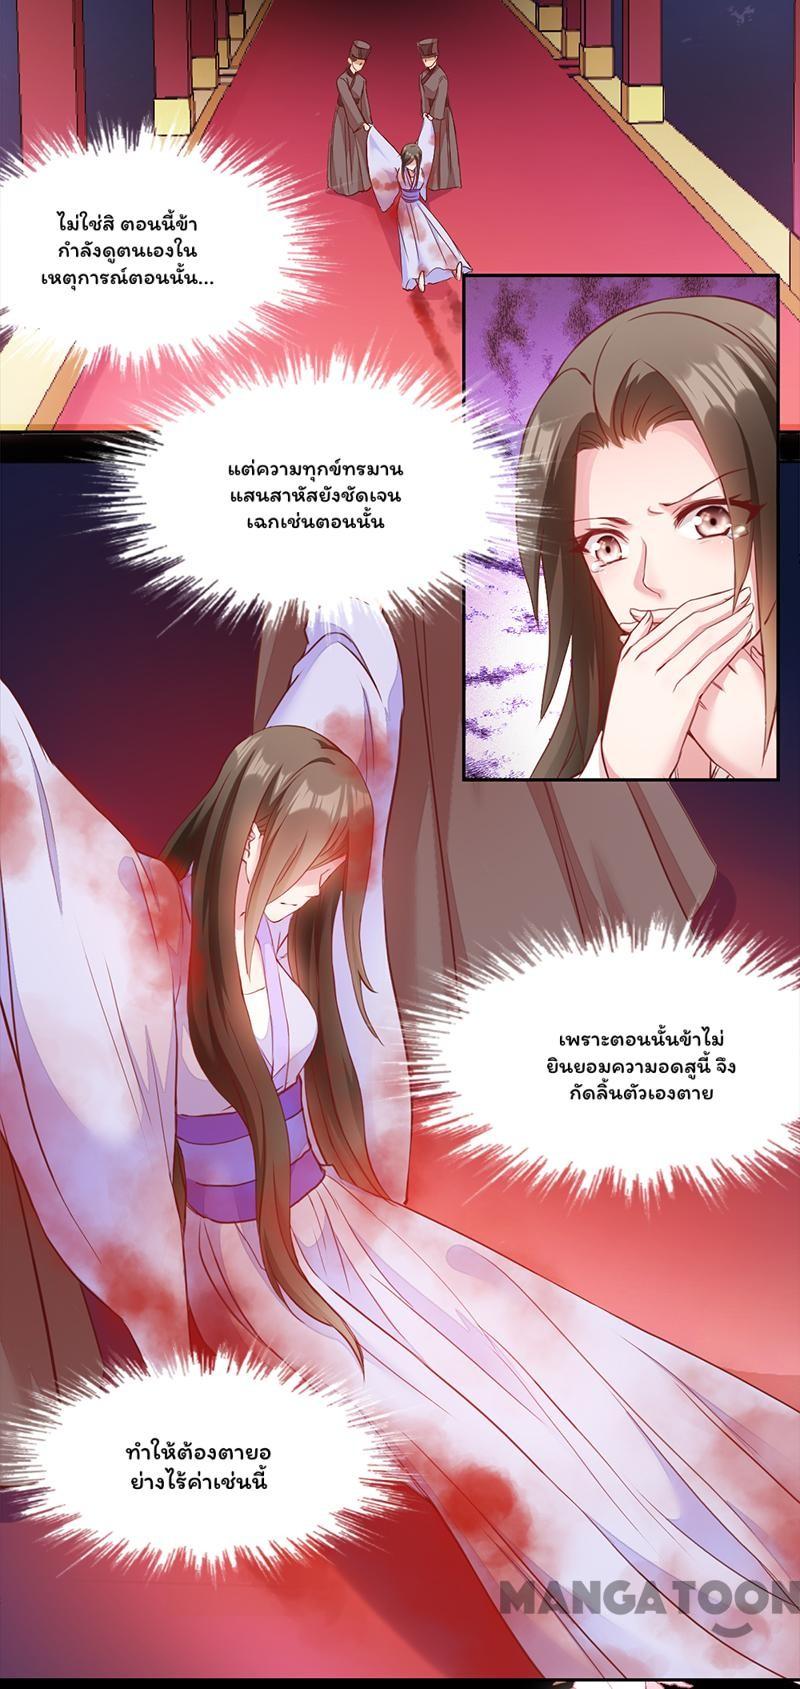 ไม่ใช่สิ ตอนนี้ข้า
กำลังดูตนเองใน
เหตุการณ์ตอนนั้น...
แต่ความทุกข์ทรมาน
แสนสาหัสยังชัดเจน
เฉกเช่นตอนนั้น
เพราะตอนนั้นข้าไม่
ยินยอมความอดสูนี้ จึง
กัดลิ้นตัวเองตาย
ทำให้ต้องตายอ
ย่างไร้ค่าเช่นนี้
MANGATOON